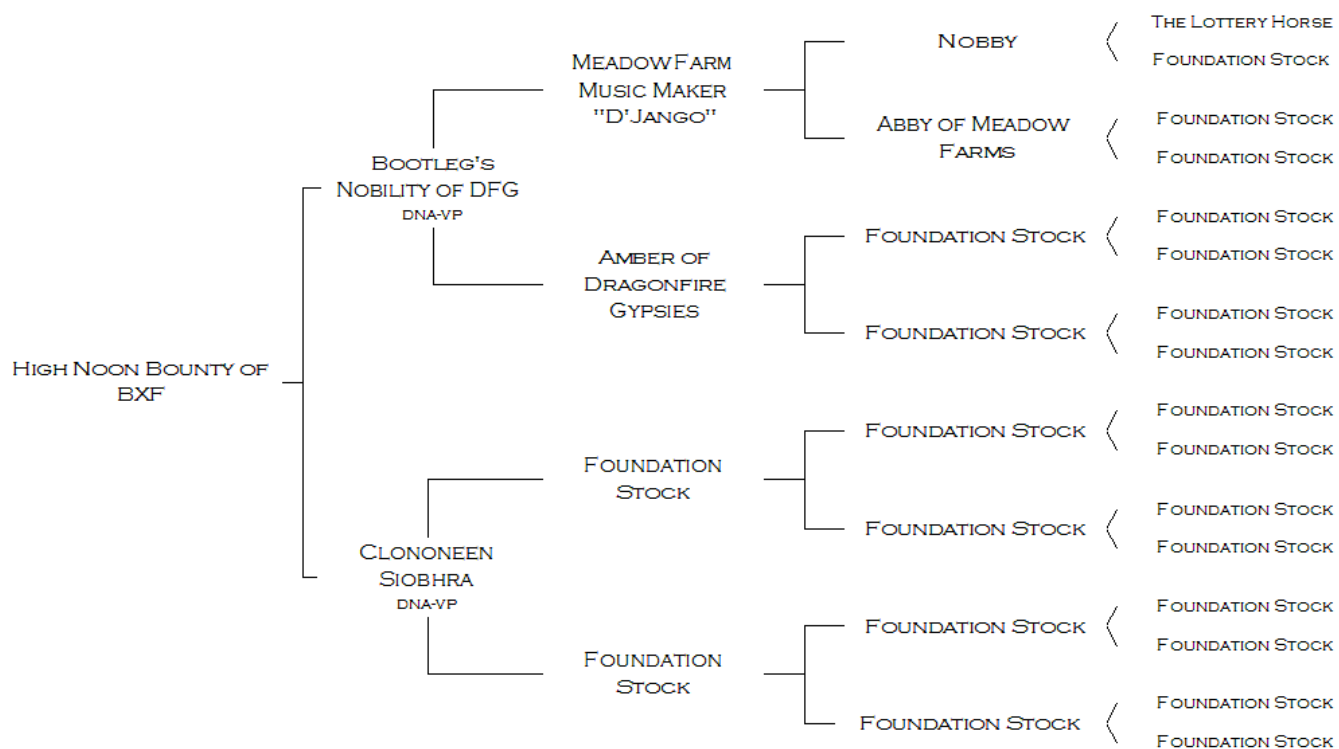 The Lottery Horse
Nobby
Foundation Stock
Meadow Farm
Music Maker
"D'Jango"
Foundation Stock
Abby of Meadow
Farms
Foundation Stock
Bootleg's
Nobility of DFG
DNA-VP
Foundation Stock
Foundation Stock
Foundation Stock
Amber of
Dragonfire
Gypsies
Foundation Stock
Foundation Stock
Foundation Stock
High Noon Bounty of
BXF
Foundation Stock
Foundation Stock
Foundation Stock
Foundation
Stock
Foundation Stock
Foundation Stock
Foundation Stock
Clononeen
Siobhra
DNA-VP
Foundation Stock
Foundation Stock
Foundation Stock
Foundation
Stock
Foundation Stock
Foundation Stock
Foundation Stock